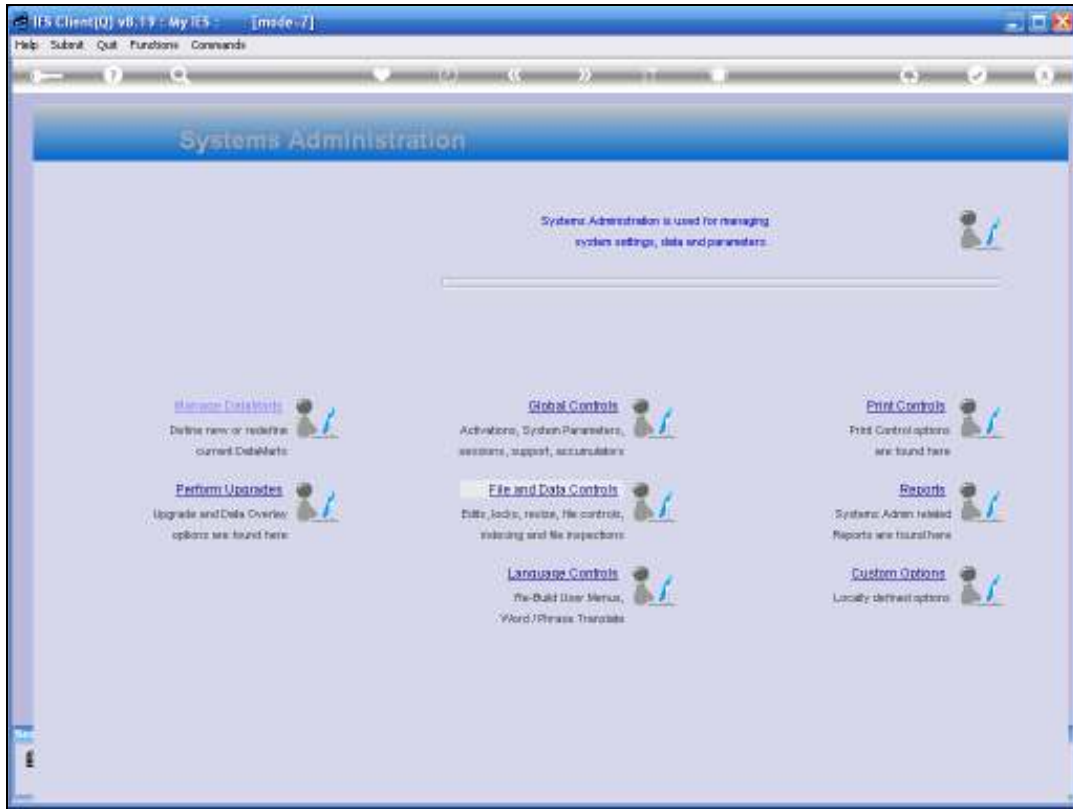 IES Client(Q) v8.19 : My IES : [mode-7]
Help Submit Quit Functions Commands
Systems Administration
Systems Administration is used for managing
system settings, data and parameters
Manage DataMarts
Define new or redefine
current DataMarts
Global Controls
Activations, System Parameters,
sessions, support, accumulators
Print Controls
Print Control options
are found here
Perform Upgrades
Upgrade and Data Overlay
options are found here
File and Data Controls
Edits, locks, resize, file controls,
indexing and file inspections
Reports
Systems Admin related
Reports are found here
Language Controls
Re-Build User Menus,
Word / Phrase Translate
Custom Options
Locally defined options